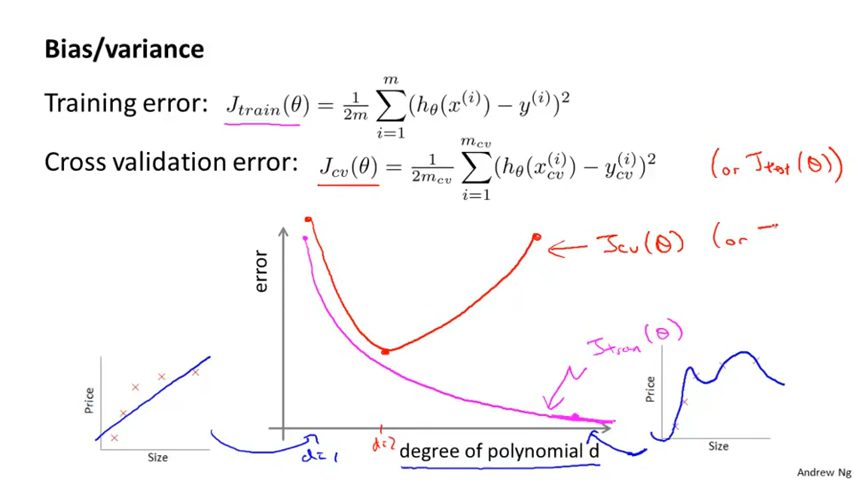 Bias/variance
Training error: J_train(θ) = 1/2m ∑_{i=1}^{m} (h_θ(x^(i)) − y^(i))²
Cross validation error: J_cv(θ) = 1/2m_cv ∑_{i=1}^{m_cv} (h_θ(x_cv^(i)) − y_cv^(i))² (or J_test(θ))
error
J_cv(θ) (or
J_train(θ)
Price
Size
d=1
d=2
degree of polynomial d
Price
Size
Andrew Ng